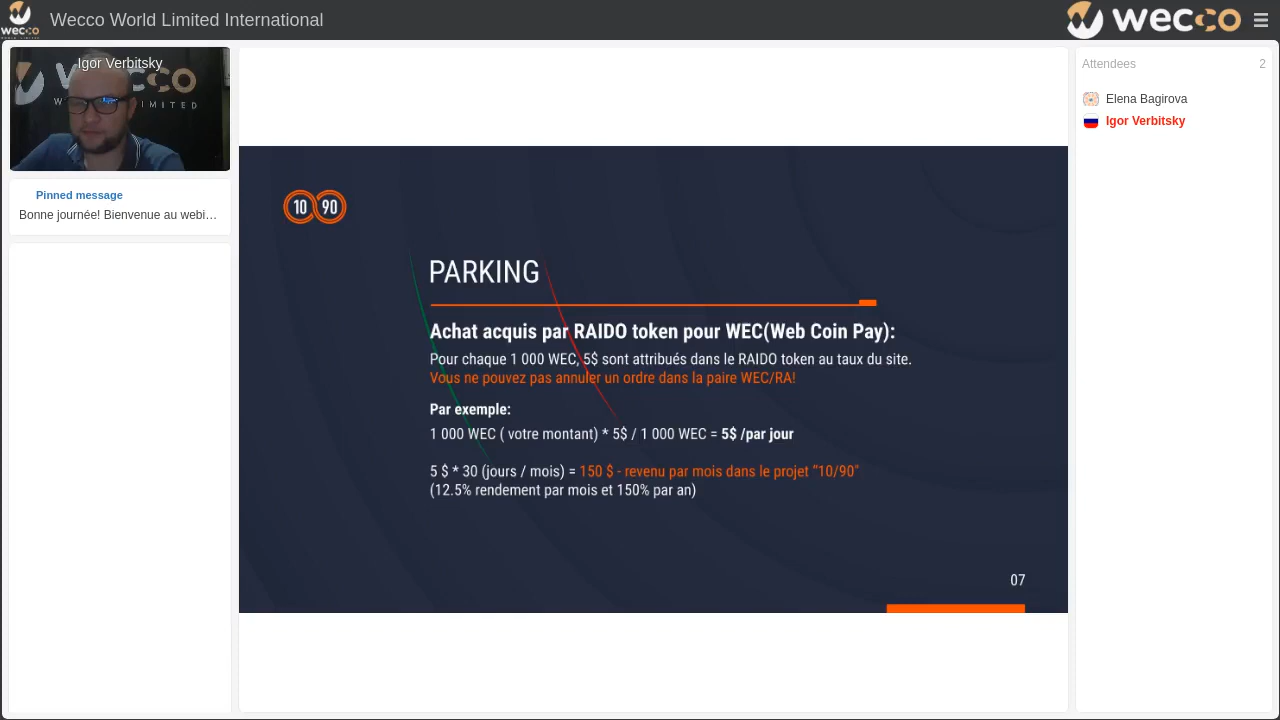 wecco
Wecco World Limited International
wecco
Igor Verbitsky
Pinned message
Bonne journée! Bienvenue au webi…
10 90
PARKING
Achat acquis par RAIDO token pour WEC(Web Coin Pay):
Pour chaque 1 000 WEC, 5$ sont attribués dans le RAIDO token au taux du site.
Vous ne pouvez pas annuler un ordre dans la paire WEC/RA!
Par exemple:
1 000 WEC ( votre montant) * 5$ / 1 000 WEC = 5$ /par jour
5 $ * 30 (jours / mois) = 150 $ - revenu par mois dans le projet “10/90”
(12.5% rendement par mois et 150% par an)
07
Attendees 2
Elena Bagirova
Igor Verbitsky